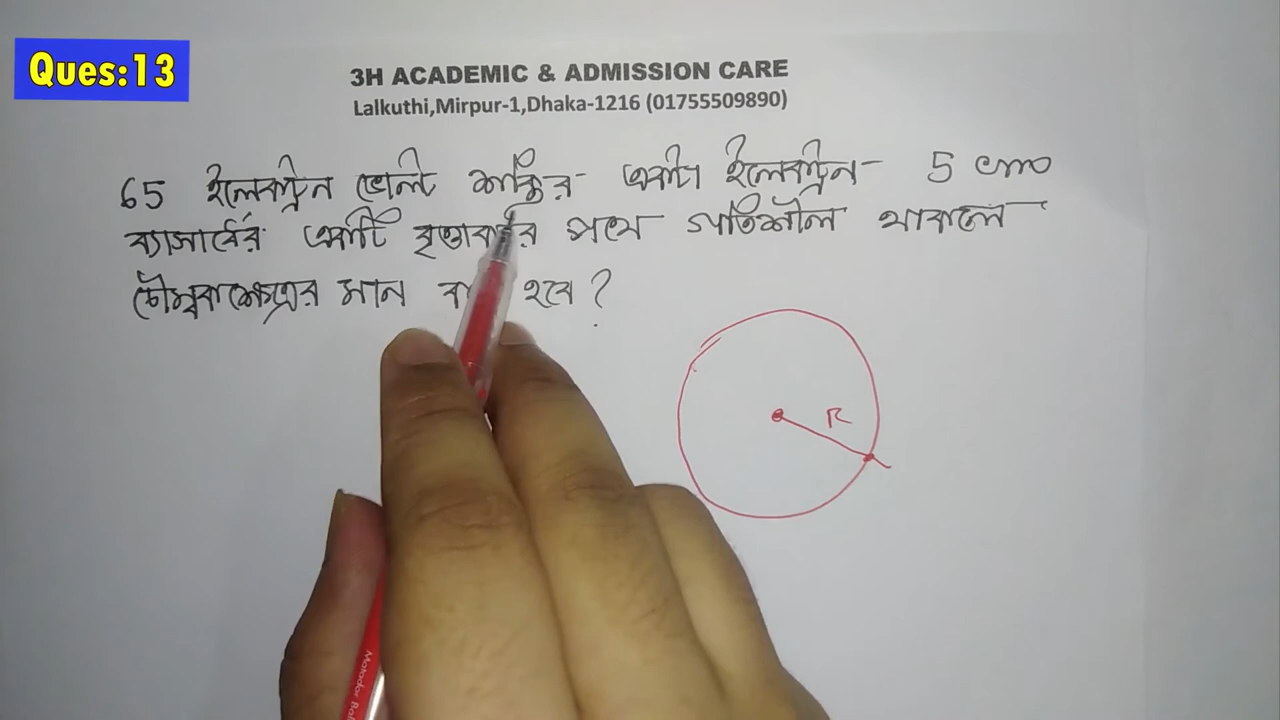 Ques:13
3H ACADEMIC & ADMISSION CARE
Lalkuthi,Mirpur-1,Dhaka-1216 (01755509890)
65 ইলেকট্রন ভোল্ট শক্তির একটি ইলেকট্রন 5 cm
ব্যাসার্ধের একটি বৃত্তাকার পথে গতিশীল থাকলে
চৌম্বকক্ষেত্রের মান হবে ?
R